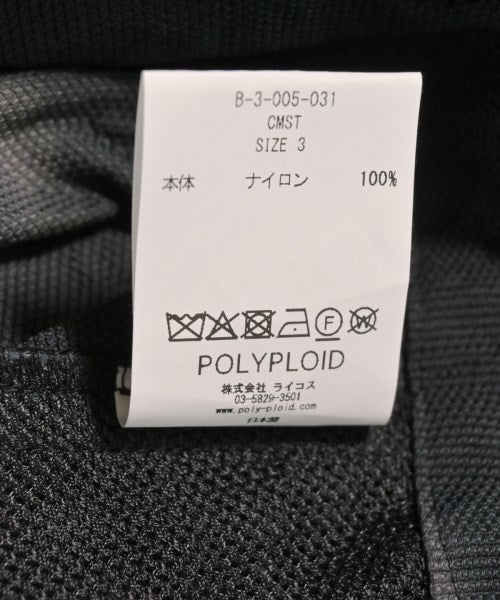 B-3-005-031
CMST
SIZE 3
本体 ナイロン 100%
F W
POLYPLOID
株式会社 ライコス
03-5829-3501
www.poly-ploid.com
日本製